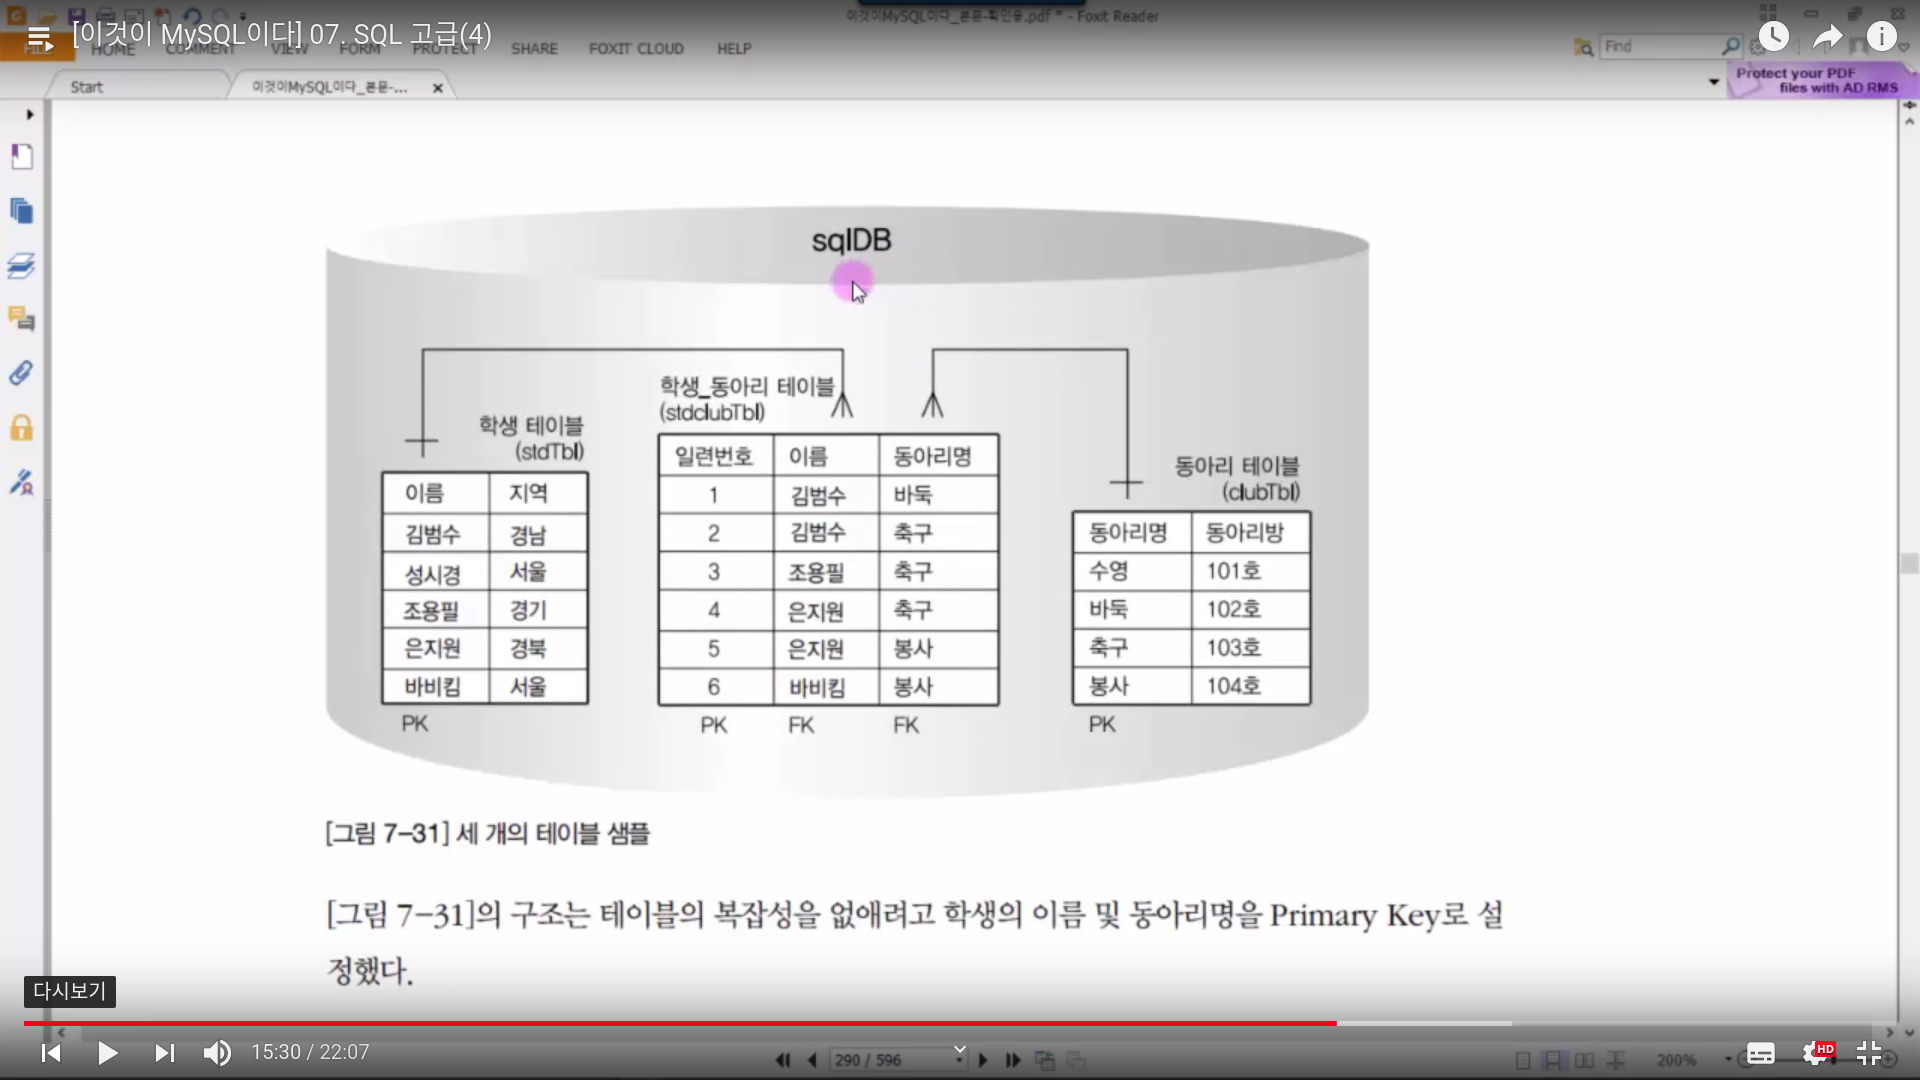 이것이MySQL이다_본문-확인용.pdf * - Foxit Reader
[이것이 MySQL이다] 07. SQL 고급(4)
FILE HOME COMMENT VIEW FORM PROTECT SHARE FOXIT CLOUD HELP
Find
Start
이것이MySQL이다_본문-...
Protect your PDF
files with AD RMS
sqlDB
학생 테이블
(stdTbl)
이름 지역
김범수 경남
성시경 서울
조용필 경기
은지원 경북
바비킴 서울
PK
학생_동아리 테이블
(stdclubTbl)
일련번호 이름 동아리명
1 김범수 바둑
2 김범수 축구
3 조용필 축구
4 은지원 축구
5 은지원 봉사
6 바비킴 봉사
PK FK FK
동아리 테이블
(clubTbl)
동아리명 동아리방
수영 101호
바둑 102호
축구 103호
봉사 104호
PK
[그림 7-31] 세 개의 테이블 샘플
[그림 7-31]의 구조는 테이블의 복잡성을 없애려고 학생의 이름 및 동아리명을 Primary Key로 설
정했다.
다시보기
15:30 / 22:07
290 / 596
200%
HD